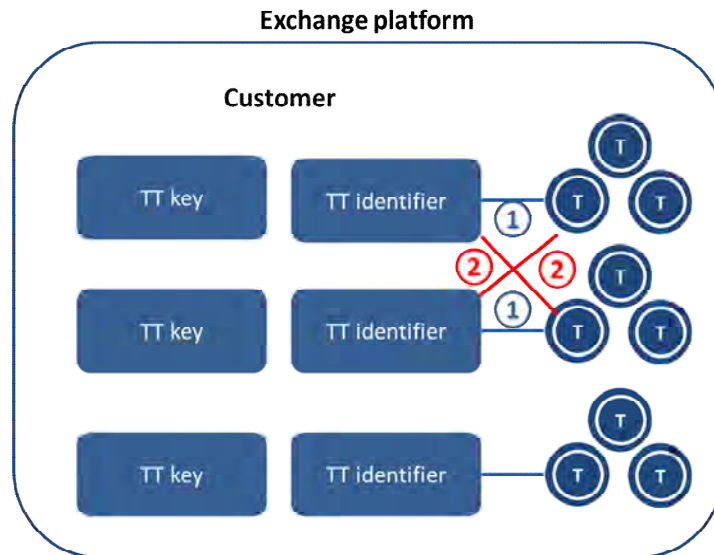 Exchange platform
Customer
T
TT key
TT identifier
T
T
1
2
2
T
TT key
TT identifier
1
T
T
T
TT key
TT identifier
T
T